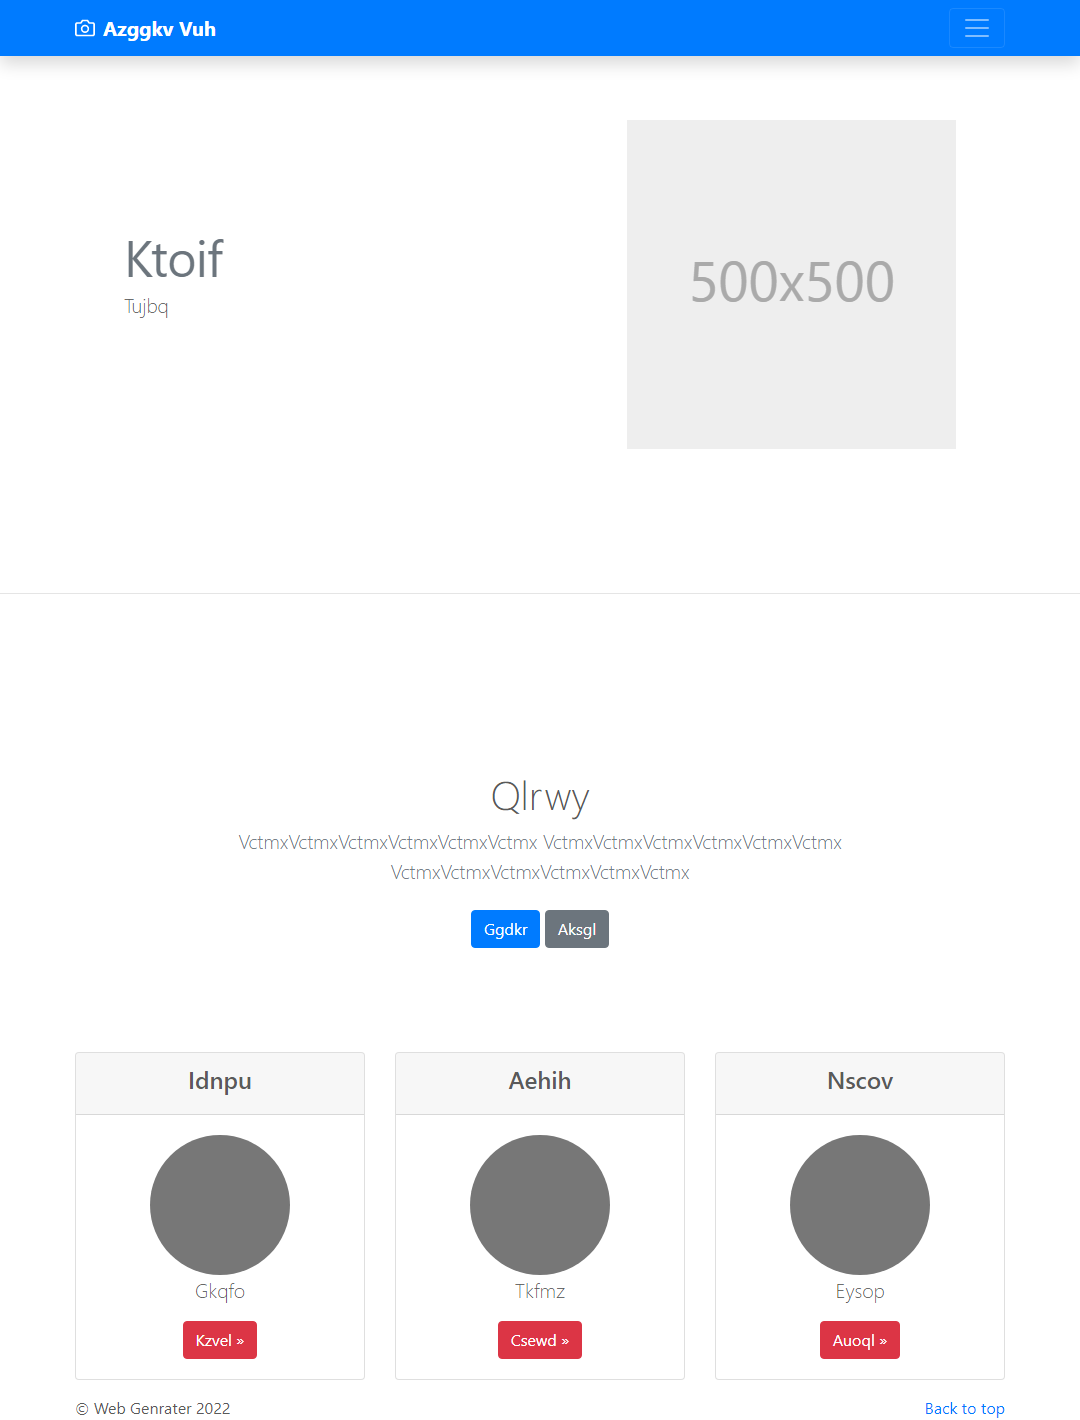 Azggkv Vuh
Ktoif
Tujbq
500x500
Qlrwy
VctmxVctmxVctmxVctmxVctmxVctmx VctmxVctmxVctmxVctmxVctmxVctmx
VctmxVctmxVctmxVctmxVctmxVctmx
Ggdkr Aksgl
Idnpu
Gkqfo
Kzvel »
Aehih
Tkfmz
Csewd »
Nscov
Eysop
Auoql »
© Web Genrater 2022
Back to top